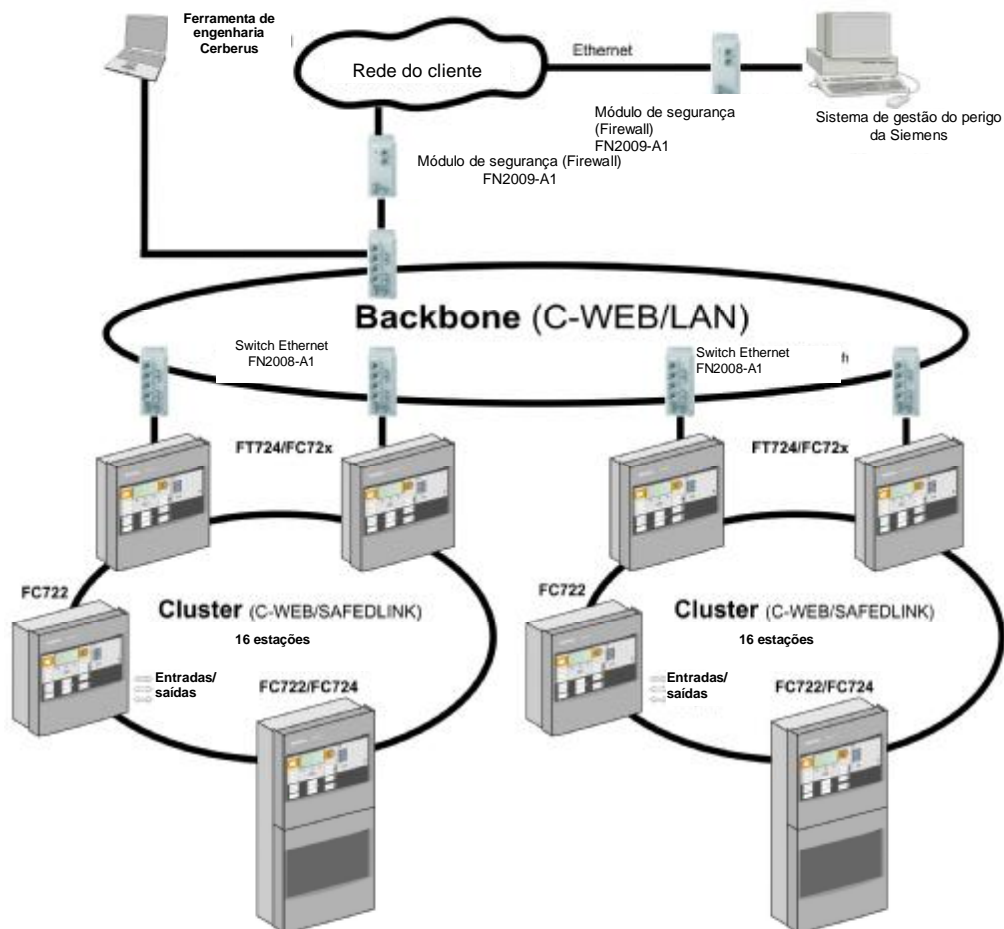 Ferramenta de
engenharia
Cerberus
Rede do cliente
Ethernet
Módulo de segurança
(Firewall)
FN2009-A1
Sistema de gestão do perigo
da Siemens
Módulo de segurança (Firewall)
FN2009-A1
Backbone (C-WEB/LAN)
Switch Ethernet
FN2008-A1
Switch Ethernet
FN2008-A1
FT724/FC72x
FT724/FC72x
FC722
Cluster (C-WEB/SAFEDLINK)
16 estações
Entradas/
saídas
FC722/FC724
FC722
Cluster (C-WEB/SAFEDLINK)
16 estações
Entradas/
saídas
FC722/FC724